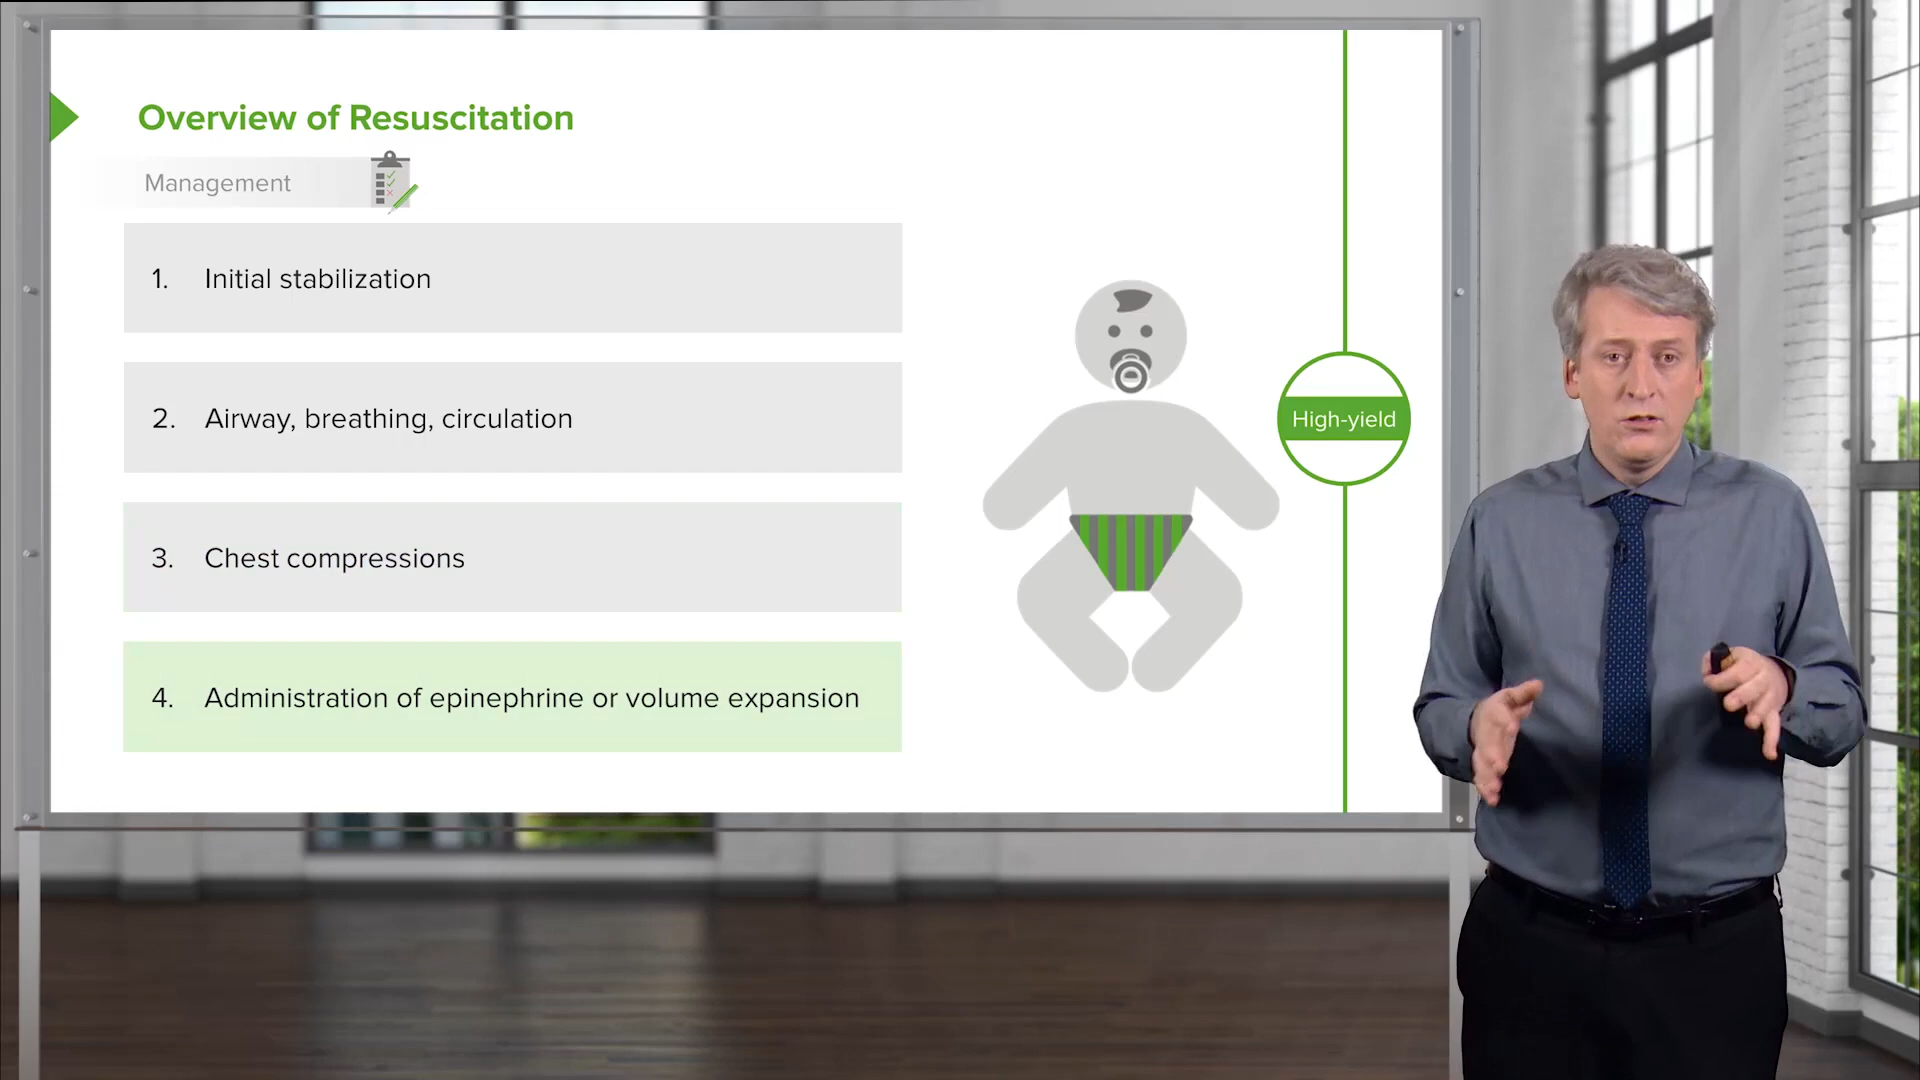 Overview of Resuscitation
Management
1. Initial stabilization
2. Airway, breathing, circulation
3. Chest compressions
4. Administration of epinephrine or volume expansion
High-yield